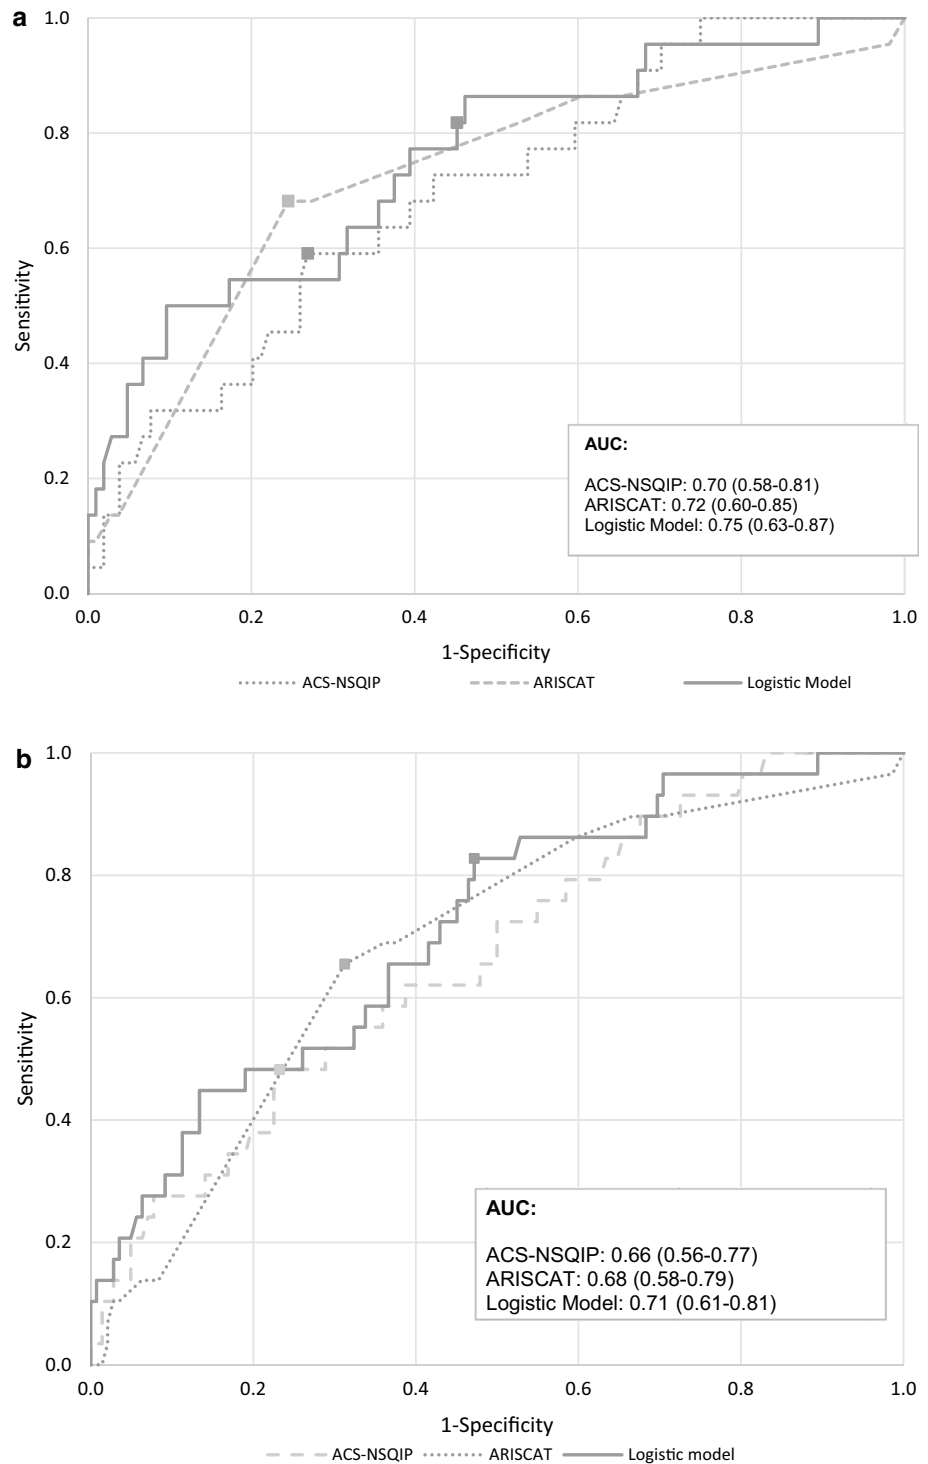 a
1.0
0.8
0.6
0.4
0.2
0.0
Sensitivity
AUC:
ACS-NSQIP: 0.70 (0.58-0.81)
ARISCAT: 0.72 (0.60-0.85)
Logistic Model: 0.75 (0.63-0.87)
0.0 0.2 0.4 0.6 0.8 1.0
1-Specificity
ACS-NSQIP ARISCAT Logistic Model
b
1.0
0.8
0.6
0.4
0.2
0.0
Sensitivity
AUC:
ACS-NSQIP: 0.66 (0.56-0.77)
ARISCAT: 0.68 (0.58-0.79)
Logistic Model: 0.71 (0.61-0.81)
0.0 0.2 0.4 0.6 0.8 1.0
1-Specificity
ACS-NSQIP ARISCAT Logistic model